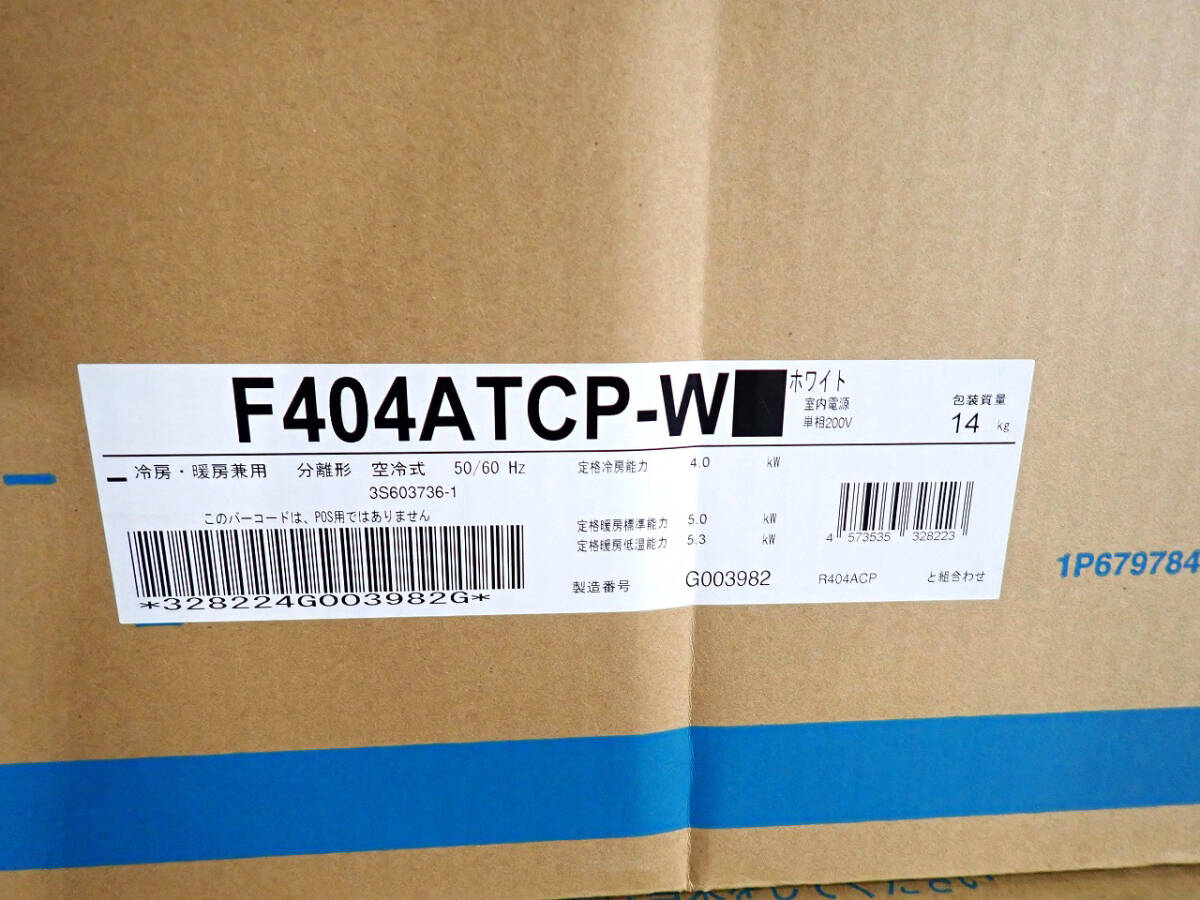 F404ATCP-W■ ホワイト
室内電源
単相200V
包装質量
14 kg
冷房・暖房兼用 分離形 空冷式 50/60 Hz
3S603736-1
このバーコードは、POS用ではありません
*328224G003982G*
定格冷房能力 4.0 kW
定格暖房標準能力 5.0 kW
定格暖房低温能力 5.3 kW
製造番号 G003982
4 573535 328223
R404ACP と組合わせ
1P679784
てください